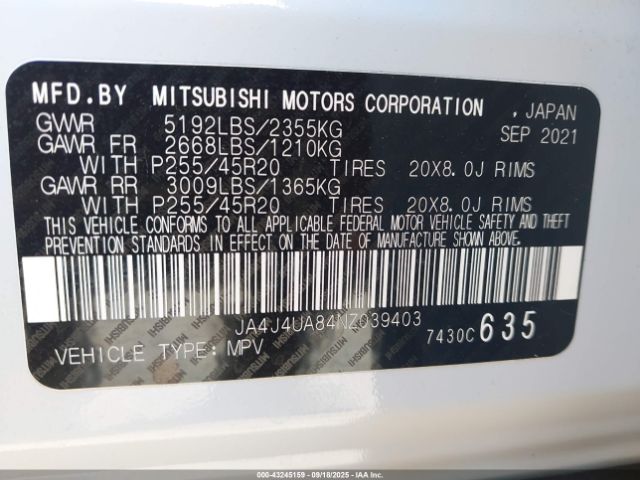 MFD.BY MITSUBISHI MOTORS CORPORATION , JAPAN
GVWR 5192LBS/2355KG SEP 2021
GAWR FR 2668LBS/1210KG
WITH P255/45R20 TIRES 20X8.0J RIMS
GAWR RR 3009LBS/1365KG
WITH P255/45R20 TIRES 20X8.0J RIMS
THIS VEHICLE CONFORMS TO ALL APPLICABLE FEDERAL MOTOR VEHICLE SAFETY AND THEFT
PREVENTION STANDARDS IN EFFECT ON THE DATE OF MANUFACTURE SHOWN ABOVE.
JA4J4UA84NZ039403
7430C 635
VEHICLE TYPE: MPV
000-43245159 - 09/18/2025 - IAAI.COM